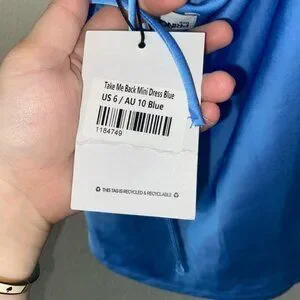 Take Me Back Mini Dress Blue
US 6 / AU 10 Blue
1184749
THIS TAG IS RECYCLED & RECYCLABLE